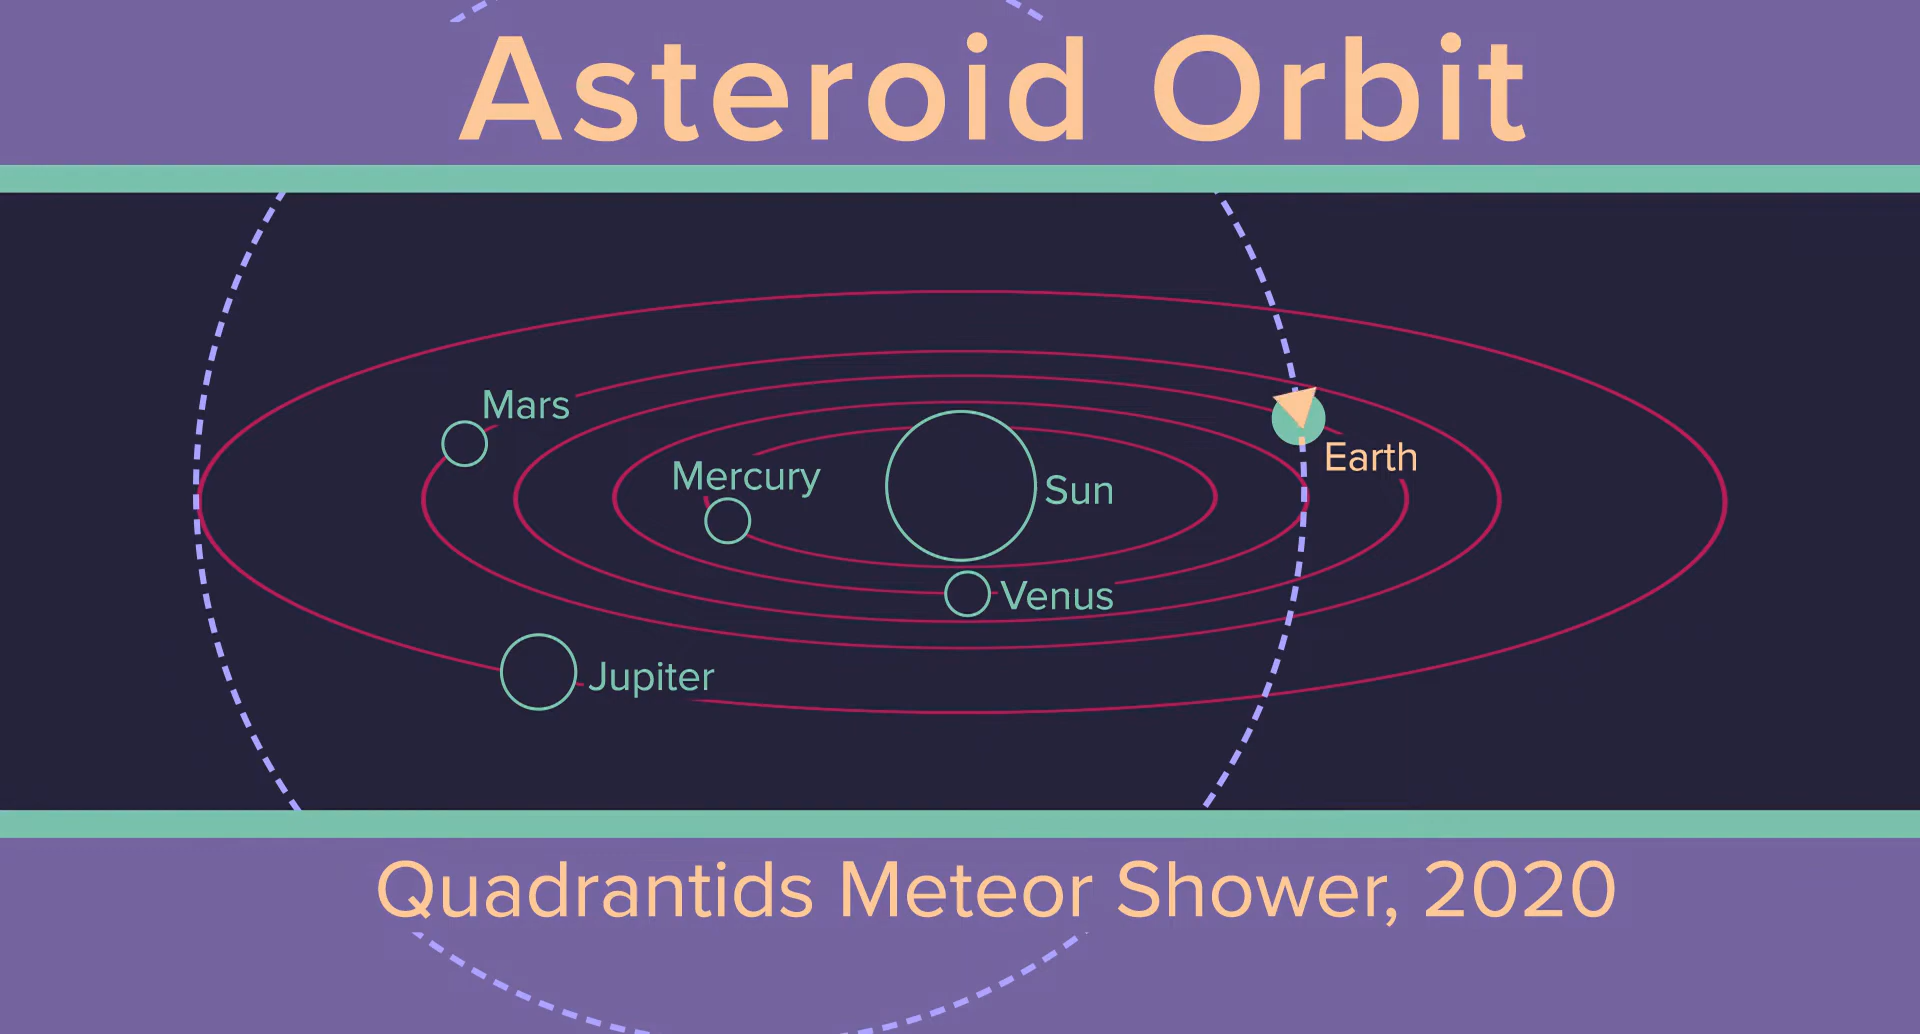 Asteroid Orbit
Mars
Earth
Mercury
Sun
Venus
Jupiter
Quadrantids Meteor Shower, 2020